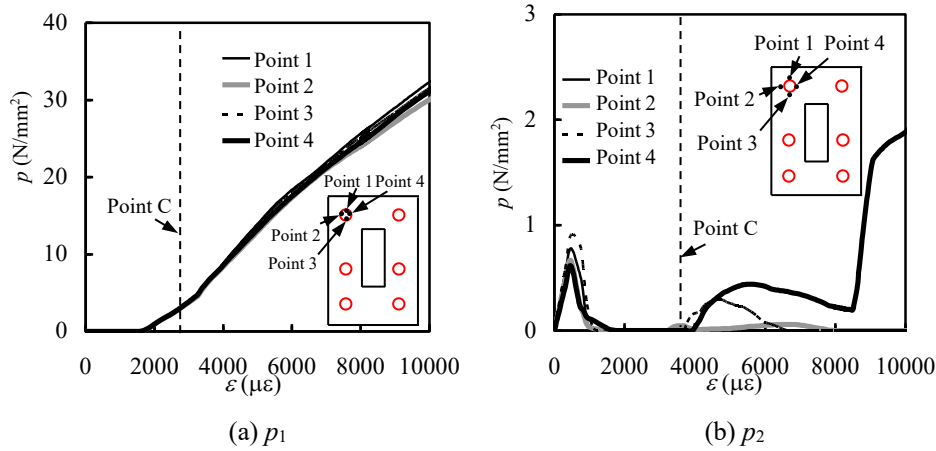 40
30
20
10
0
p (N/mm²)
Point 1
Point 2
Point 3
Point 4
Point C
Point 1 Point 4
Point 2
Point 3
0 2000 4000 6000 8000 10000
ε (με)
(a) p₁
3
2
1
0
p (N/mm²)
Point 1
Point 2
Point 3
Point 4
Point 1
Point 4
Point 2
Point 3
Point C
0 2000 4000 6000 8000 10000
ε (με)
(b) p₂